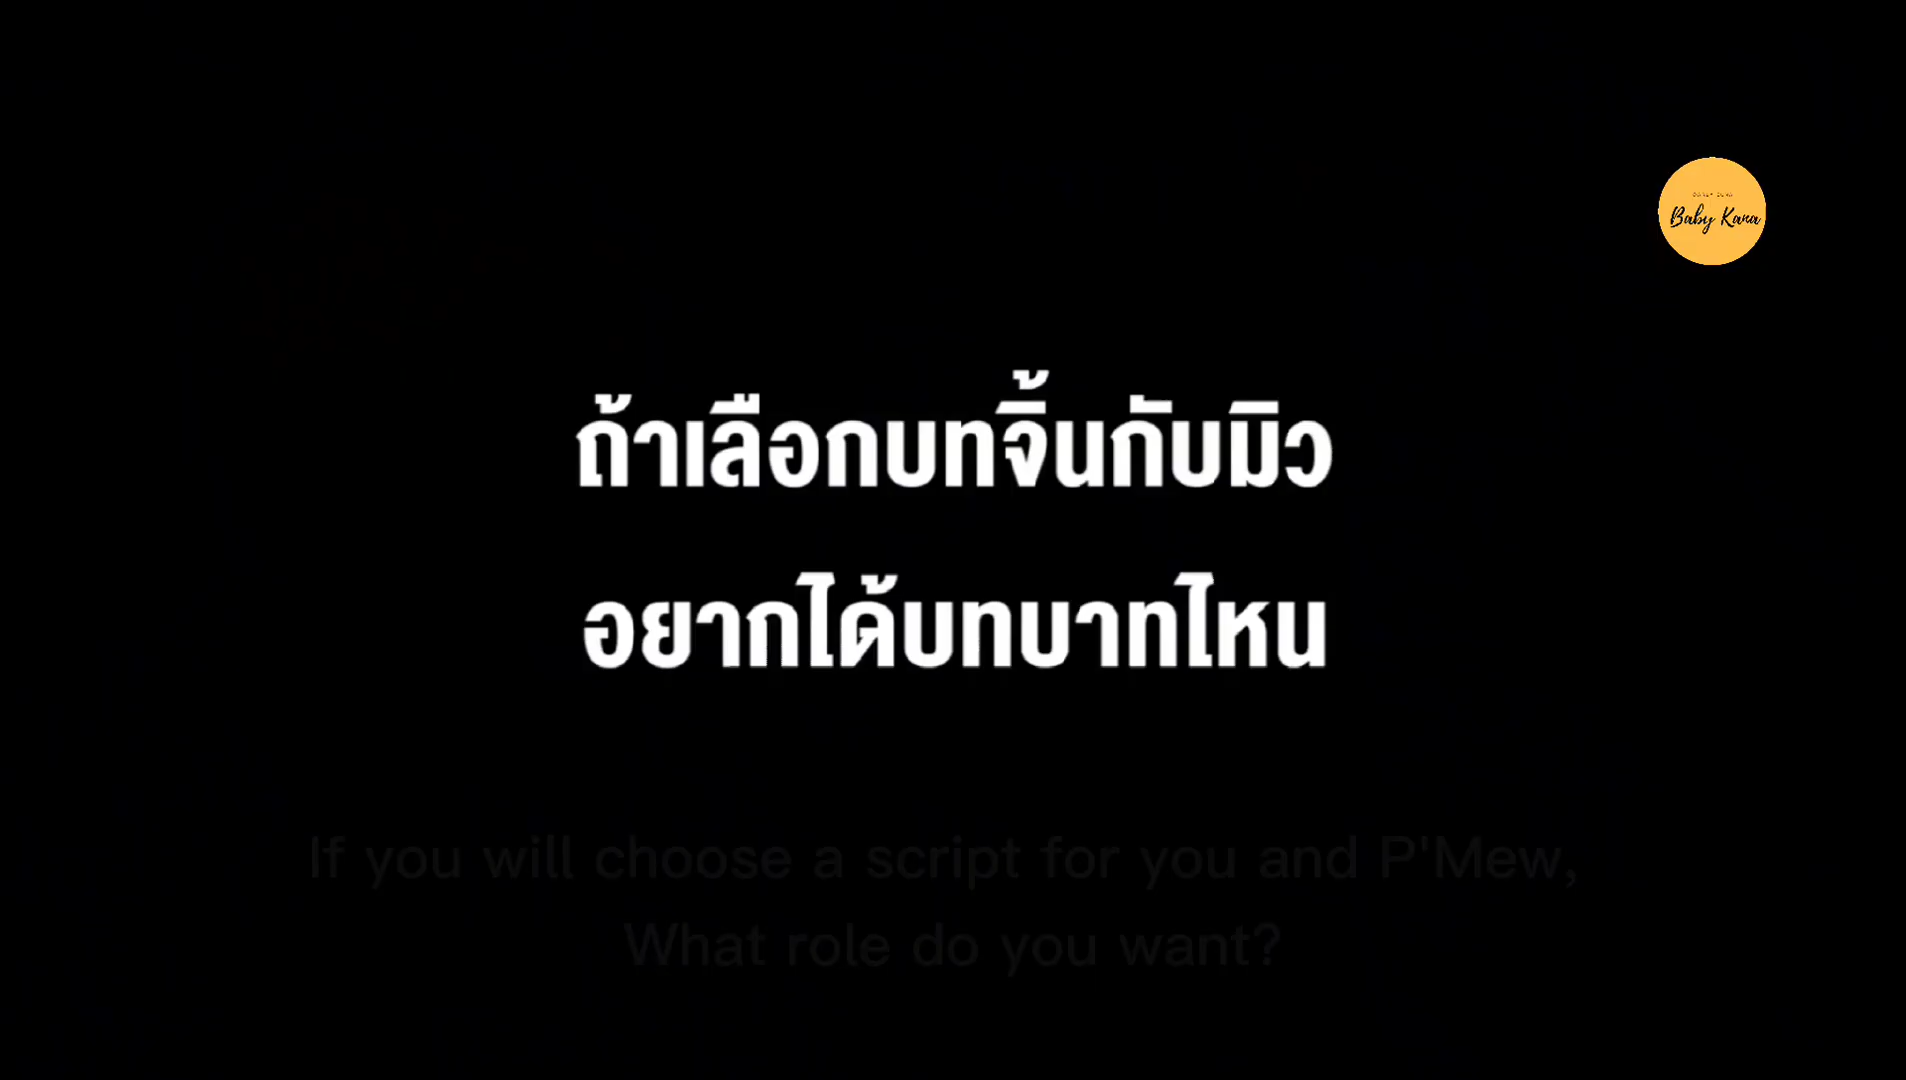 Baby Kana
ถ้าเลือกบทจิ้นกับมิว
อยากได้บทบาทไหน
If you will choose a script for you and P'Mew,
What role do you want?